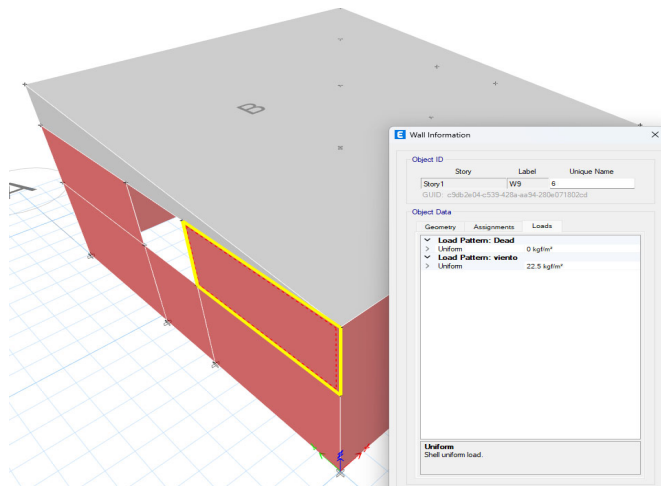 B
A
E Wall Information
Object ID
Story Label Unique Name
Story1 W9 6
GUID: c9db2e04-c539-428a-aa94-280e071802cd
Object Data
Geometry Assignments Loads
Load Pattern: Dead
Uniform 0 kgf/m²
Load Pattern: viento
Uniform 22.5 kgf/m²
Uniform
Shell uniform load.